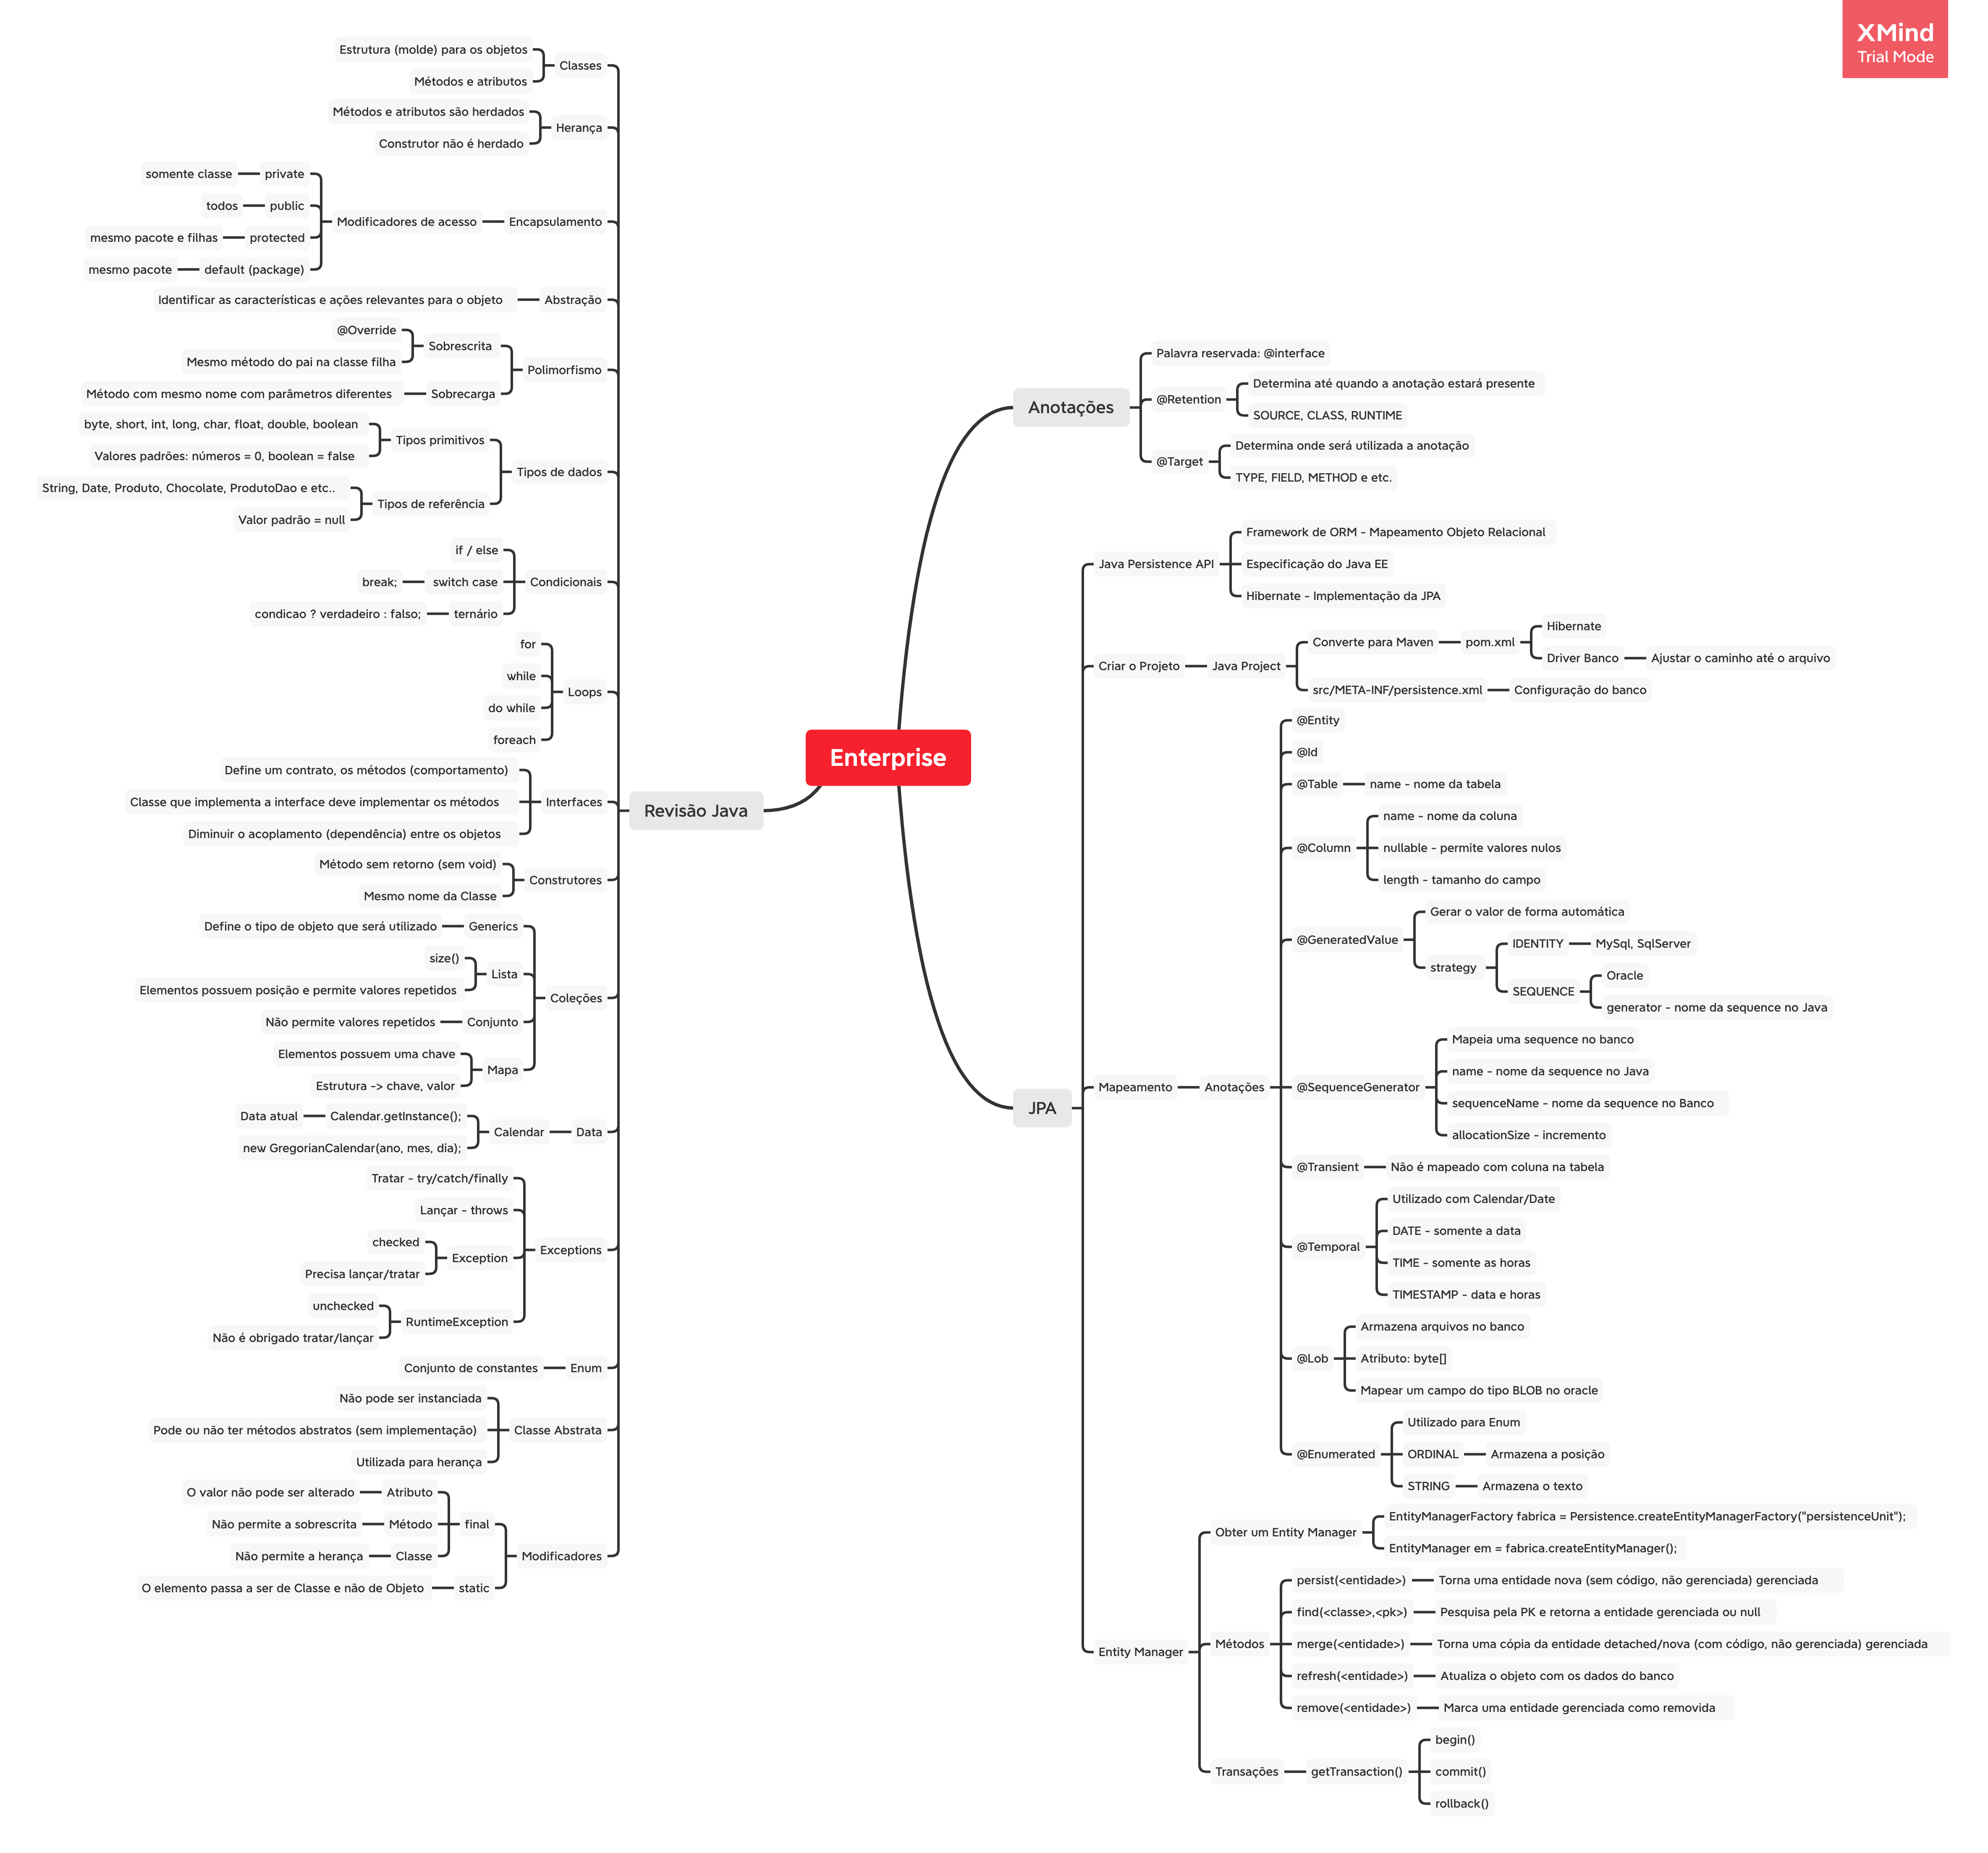 XMind
Trial Mode
Enterprise
Revisão Java
Classes
Estrutura (molde) para os objetos
Métodos e atributos
Herança
Métodos e atributos são herdados
Construtor não é herdado
Encapsulamento
Modificadores de acesso
private
somente classe
public
todos
protected
mesmo pacote e filhas
default (package)
mesmo pacote
Abstração
Identificar as características e ações relevantes para o objeto
Polimorfismo
Sobrescrita
@Override
Mesmo método do pai na classe filha
Sobrecarga
Método com mesmo nome com parâmetros diferentes
Tipos de dados
Tipos primitivos
byte, short, int, long, char, float, double, boolean
Valores padrões: números = 0, boolean = false
Tipos de referência
String, Date, Produto, Chocolate, ProdutoDao e etc..
Valor padrão = null
Condicionais
if / else
switch case
break;
ternário
condicao ? verdadeiro : falso;
Loops
for
while
do while
foreach
Interfaces
Define um contrato, os métodos (comportamento)
Classe que implementa a interface deve implementar os métodos
Diminuir o acoplamento (dependência) entre os objetos
Construtores
Método sem retorno (sem void)
Mesmo nome da Classe
Coleções
Generics
Define o tipo de objeto que será utilizado
Lista
size()
Elementos possuem posição e permite valores repetidos
Conjunto
Não permite valores repetidos
Mapa
Elementos possuem uma chave
Estrutura -> chave, valor
Data
Calendar
Calendar.getInstance();
Data atual
new GregorianCalendar(ano, mes, dia);
Exceptions
Tratar - try/catch/finally
Lançar - throws
Exception
checked
Precisa lançar/tratar
RuntimeException
unchecked
Não é obrigado tratar/lançar
Enum
Conjunto de constantes
Classe Abstrata
Não pode ser instanciada
Pode ou não ter métodos abstratos (sem implementação)
Utilizada para herança
Modificadores
final
Atributo
O valor não pode ser alterado
Método
Não permite a sobrescrita
Classe
Não permite a herança
static
O elemento passa a ser de Classe e não de Objeto
Anotações
Palavra reservada: @interface
@Retention
Determina até quando a anotação estará presente
SOURCE, CLASS, RUNTIME
@Target
Determina onde será utilizada a anotação
TYPE, FIELD, METHOD e etc.
JPA
Java Persistence API
Framework de ORM - Mapeamento Objeto Relacional
Especificação do Java EE
Hibernate - Implementação da JPA
Criar o Projeto
Java Project
Converte para Maven
pom.xml
Hibernate
Driver Banco
Ajustar o caminho até o arquivo
src/META-INF/persistence.xml
Configuração do banco
Mapeamento
Anotações
@Entity
@Id
@Table
name - nome da tabela
@Column
name - nome da coluna
nullable - permite valores nulos
length - tamanho do campo
@GeneratedValue
Gerar o valor de forma automática
strategy
IDENTITY
MySql, SqlServer
SEQUENCE
Oracle
generator - nome da sequence no Java
@SequenceGenerator
Mapeia uma sequence no banco
name - nome da sequence no Java
sequenceName - nome da sequence no Banco
allocationSize - incremento
@Transient
Não é mapeado com coluna na tabela
@Temporal
Utilizado com Calendar/Date
DATE - somente a data
TIME - somente as horas
TIMESTAMP - data e horas
@Lob
Armazena arquivos no banco
Atributo: byte[]
Mapear um campo do tipo BLOB no oracle
@Enumerated
Utilizado para Enum
ORDINAL
Armazena a posição
STRING
Armazena o texto
Entity Manager
Obter um Entity Manager
EntityManagerFactory fabrica = Persistence.createEntityManagerFactory("persistenceUnit");
EntityManager em = fabrica.createEntityManager();
Métodos
persist(<entidade>)
Torna uma entidade nova (sem código, não gerenciada) gerenciada
find(<classe>,<pk>)
Pesquisa pela PK e retorna a entidade gerenciada ou null
merge(<entidade>)
Torna uma cópia da entidade detached/nova (com código, não gerenciada) gerenciada
refresh(<entidade>)
Atualiza o objeto com os dados do banco
remove(<entidade>)
Marca uma entidade gerenciada como removida
Transações
getTransaction()
begin()
commit()
rollback()